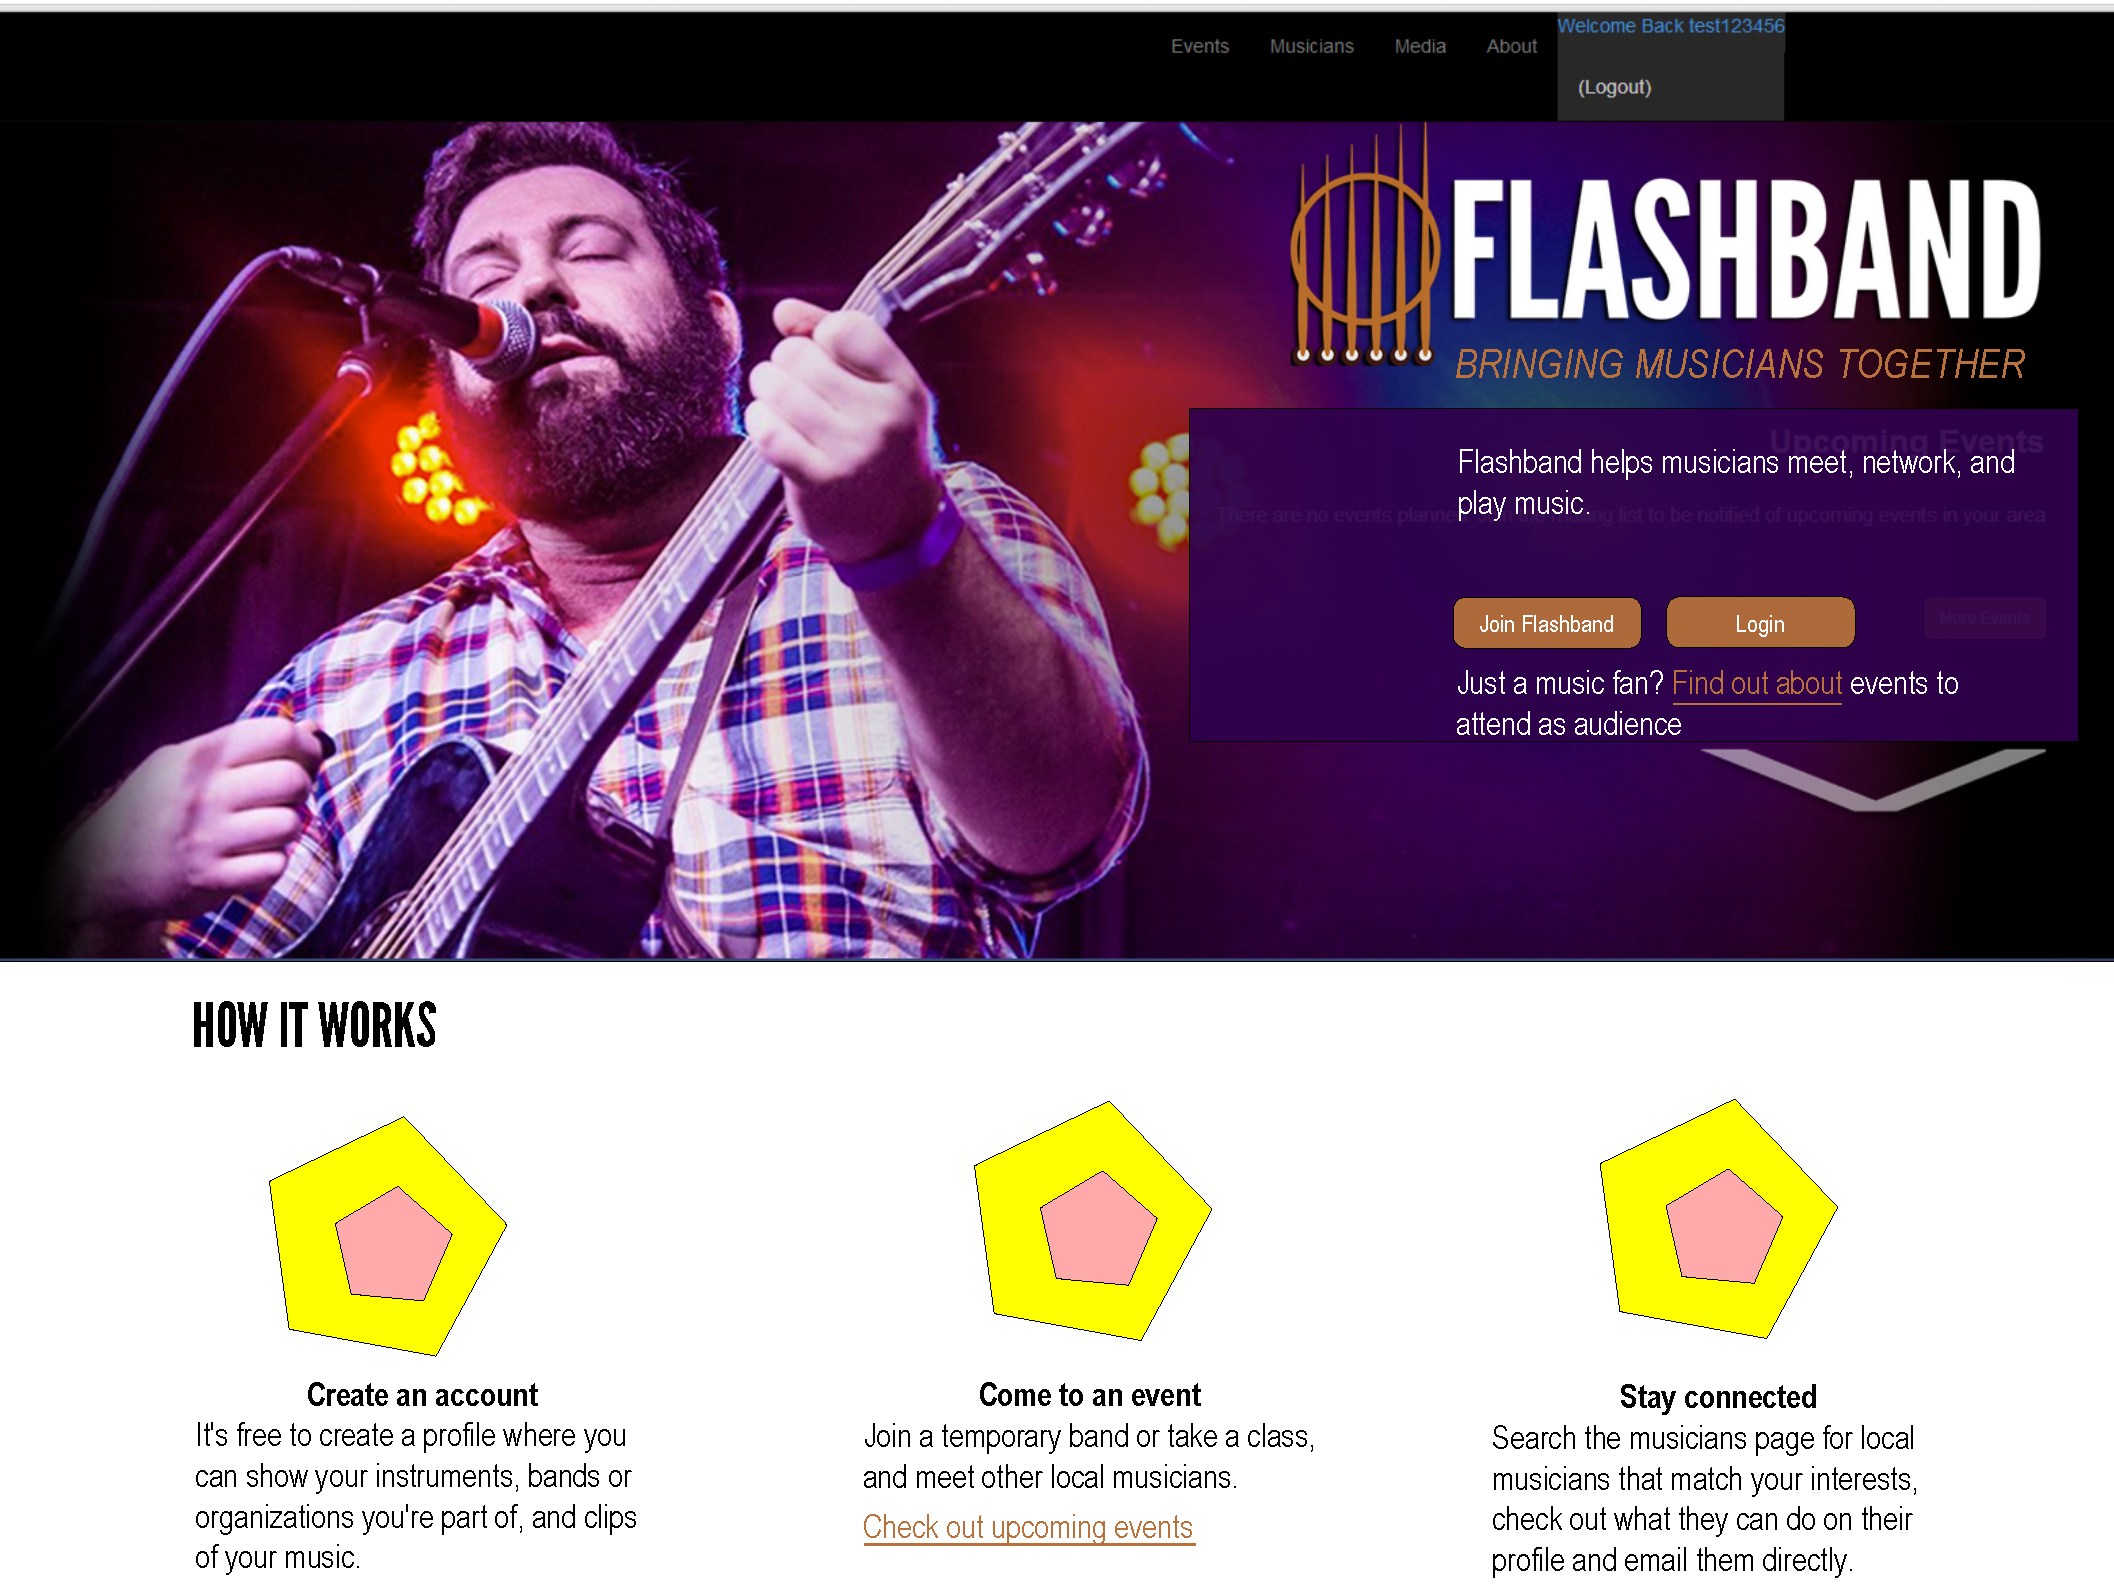 Welcome Back test123456
Events Musicians Media About
(Logout)
FLASHBAND
BRINGING MUSICIANS TOGETHER
Upcoming Events
Flashband helps musicians meet, network, and
play music.
There are no events planne ng list to be notified of upcoming events in your area
Join Flashband Login More Events
Just a music fan? Find out about events to
attend as audience
HOW IT WORKS
Create an account
It's free to create a profile where you
can show your instruments, bands or
organizations you're part of, and clips
of your music.
Come to an event
Join a temporary band or take a class,
and meet other local musicians.
Check out upcoming events
Stay connected
Search the musicians page for local
musicians that match your interests,
check out what they can do on their
profile and email them directly.